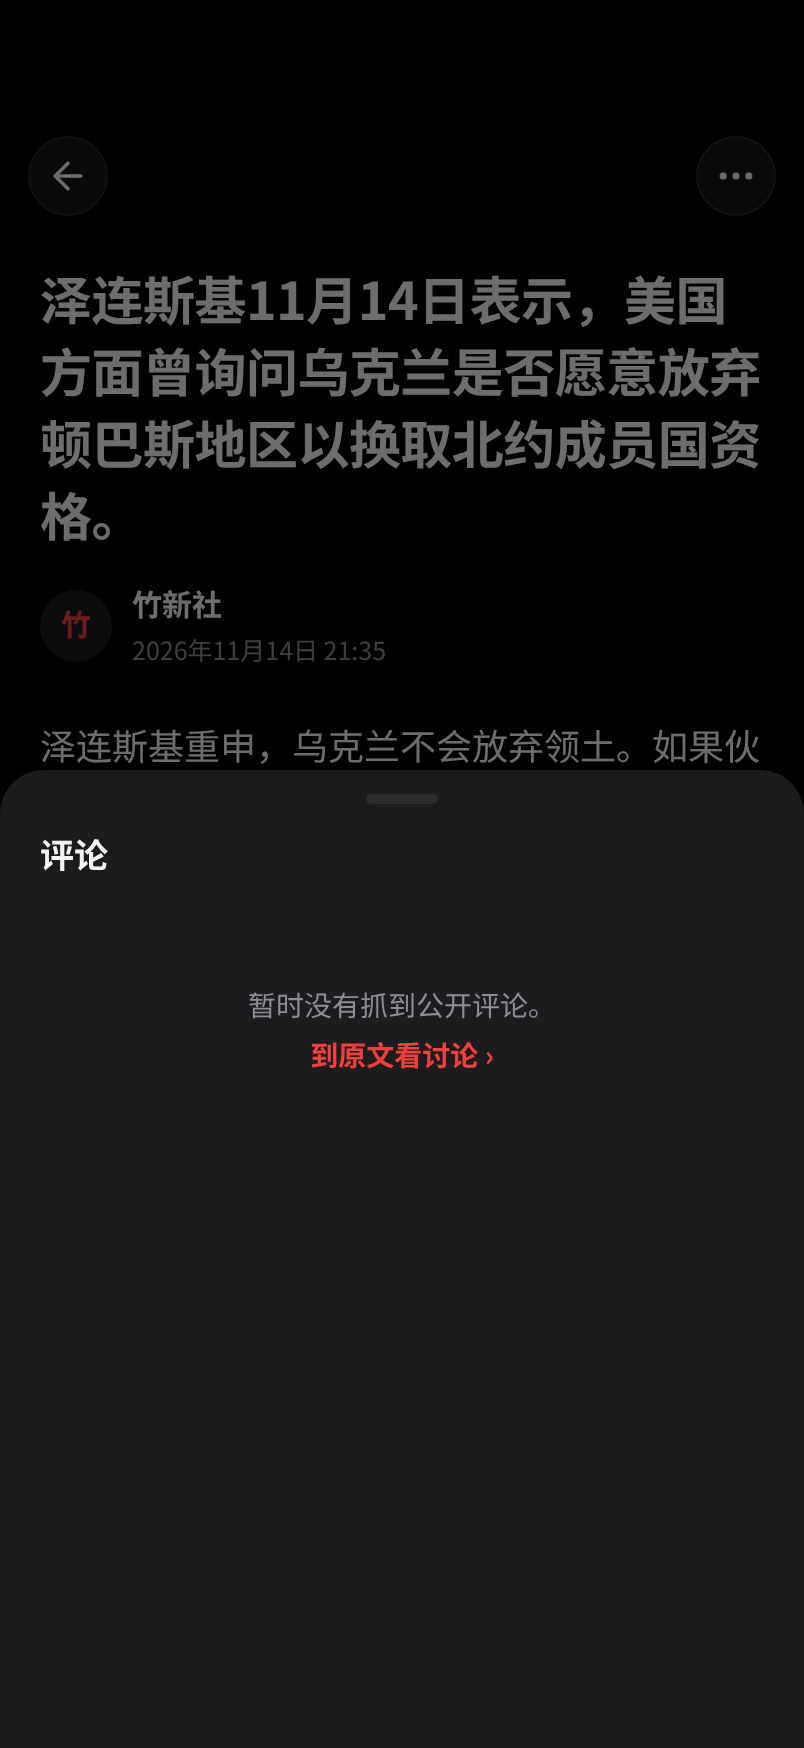 泽连斯基11月14日表示，美国
方面曾询问乌克兰是否愿意放弃
顿巴斯地区以换取北约成员国资
格。
竹
竹新社
2026年11月14日 21:35
泽连斯基重申，乌克兰不会放弃领土。如果伙
评论
暂时没有抓到公开评论。
到原文看讨论 ›